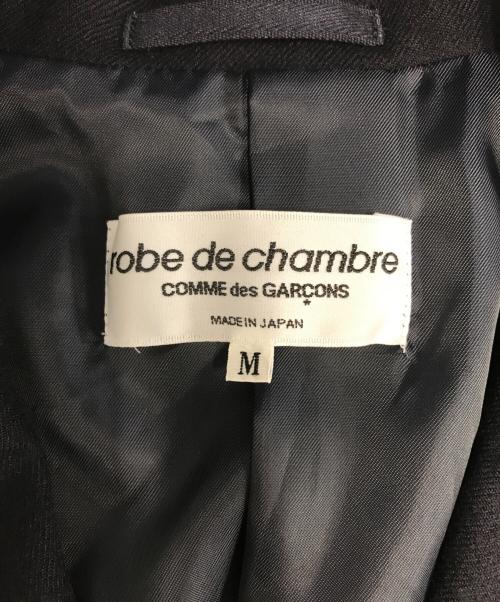 robe de chambre
COMME des GARÇONS
MADE IN JAPAN
M